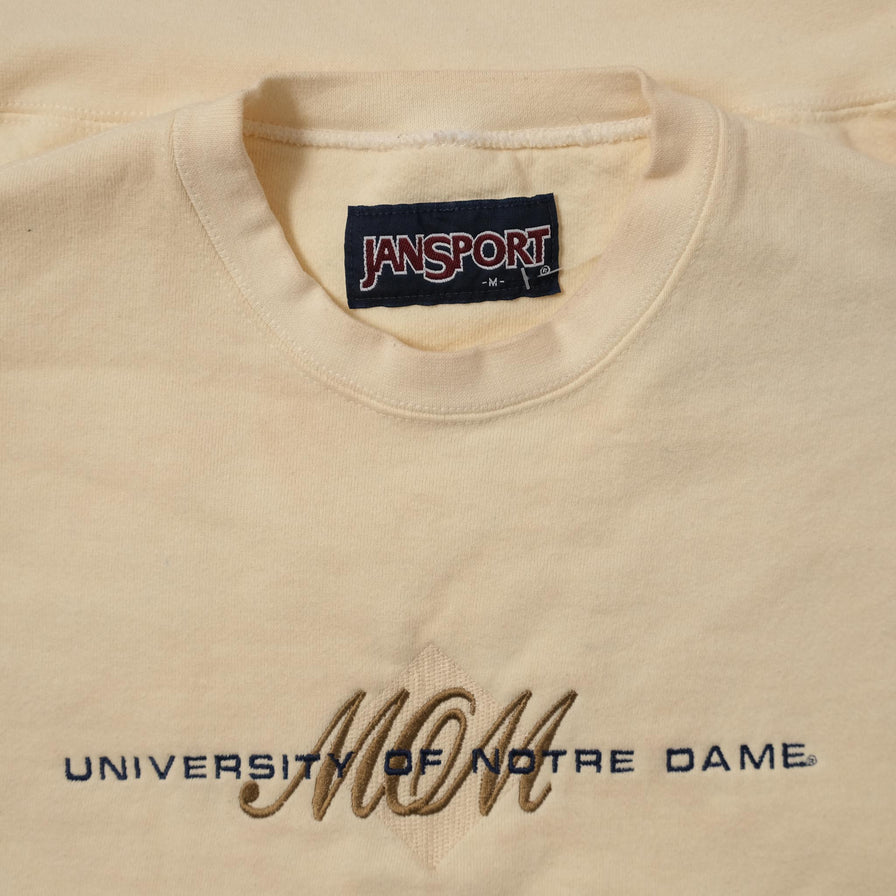 JANSPORT®
-M-
MOM
UNIVERSITY OF NOTRE DAME®